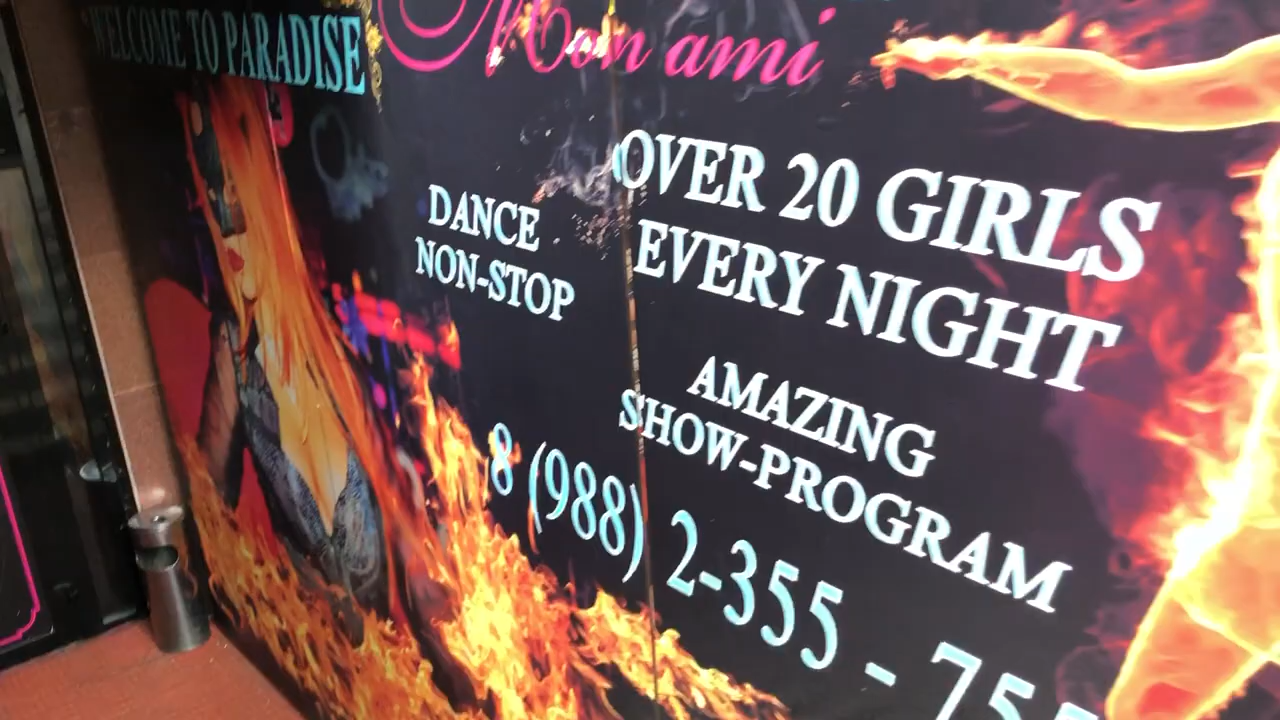 WELCOME TO PARADISE
Mon ami
OVER 20 GIRLS
EVERY NIGHT
DANCE
NON-STOP
AMAZING
SHOW-PROGRAM
8 (988) 2-355 - 755